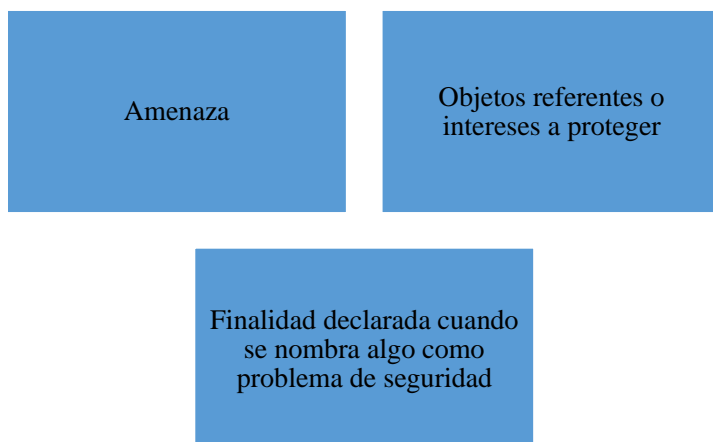 Amenaza
Objetos referentes o
intereses a proteger
Finalidad declarada cuando
se nombra algo como
problema de seguridad